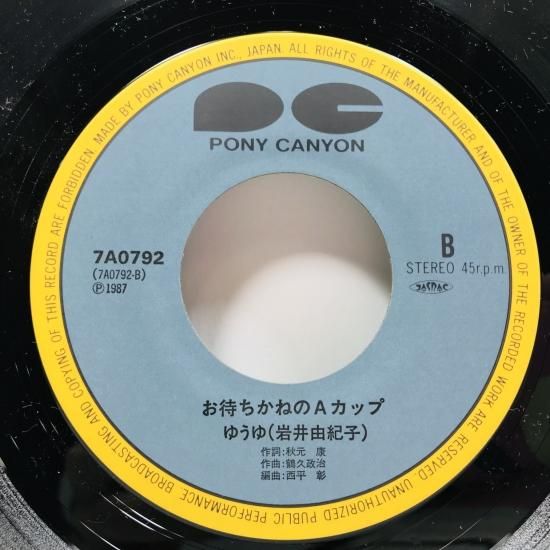 MADE BY PONY CANYON INC., JAPAN. ALL RIGHTS OF THE MANUFACTURER AND OF THE OWNER OF THE RECORDED WORK RESERVED. UNAUTHORIZED PUBLIC PERFORMANCE BROADCASTING AND COPYING OF THIS RECORD ARE FORBIDDEN.
PC
PONY CANYON
7A0792
(7A0792-B)
Ⓟ1987
B
STEREO 45r.p.m.
JASRAC
お待ちかねのAカップ
ゆうゆ(岩井由紀子)
作詞:秋元 康
作曲:鶴久政治
編曲:西平 彰